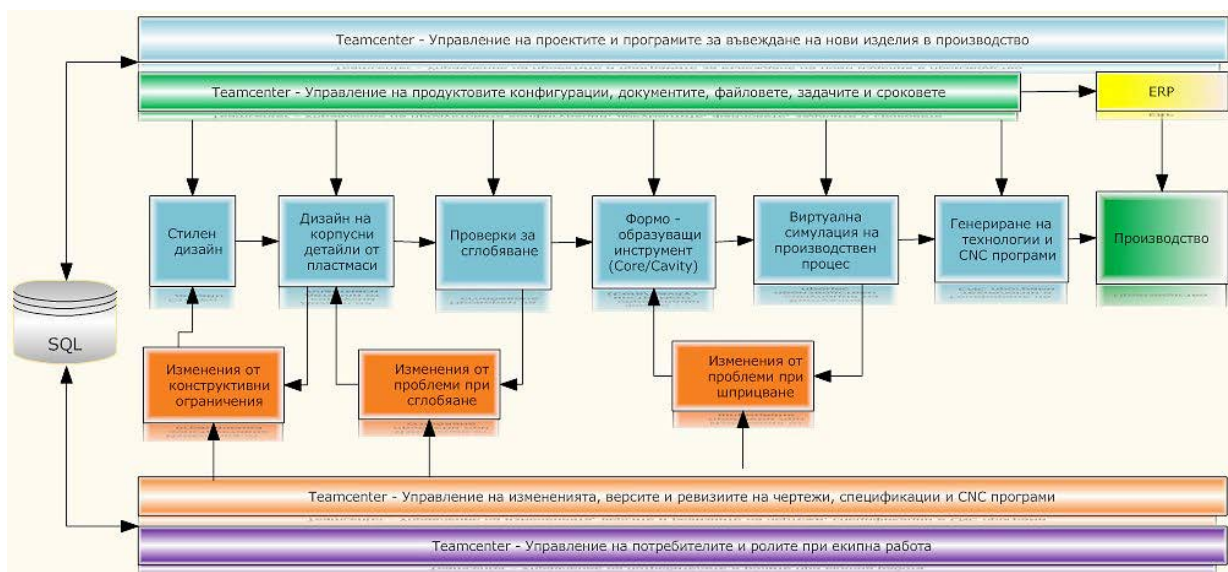 Teamcenter - Управление на проектите и програмите за въвеждане на нови изделия в производство
Teamcenter - Управление на продуктовите конфигурации, документите, файловете, задачите и сроковете
ERP
Стилен
дизайн
Дизайн на
корпусни
детайли от
пластмаси
Проверки за
сглобяване
Формо -
образуващи
инструмент
(Core/Cavity)
Виртуална
симулация на
производствен
процес
Генериране на
технологии и
CNC програми
Производство
SQL
Изменения от
конструктивни
ограничения
Изменения от
проблеми при
сглобяане
Изменения от
проблеми при
шприцване
Teamcenter - Управление на измененията, версите и ревизиите на чертежи, спецификации и CNC програми
Teamcenter - Управление на потребителите и ролите при екипна работа